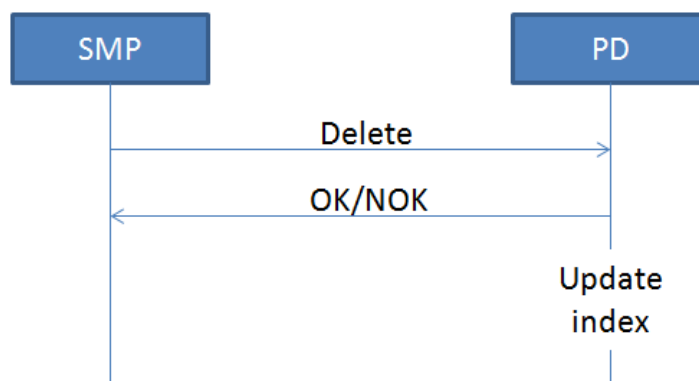 SMP
PD
Delete
OK/NOK
Update
index